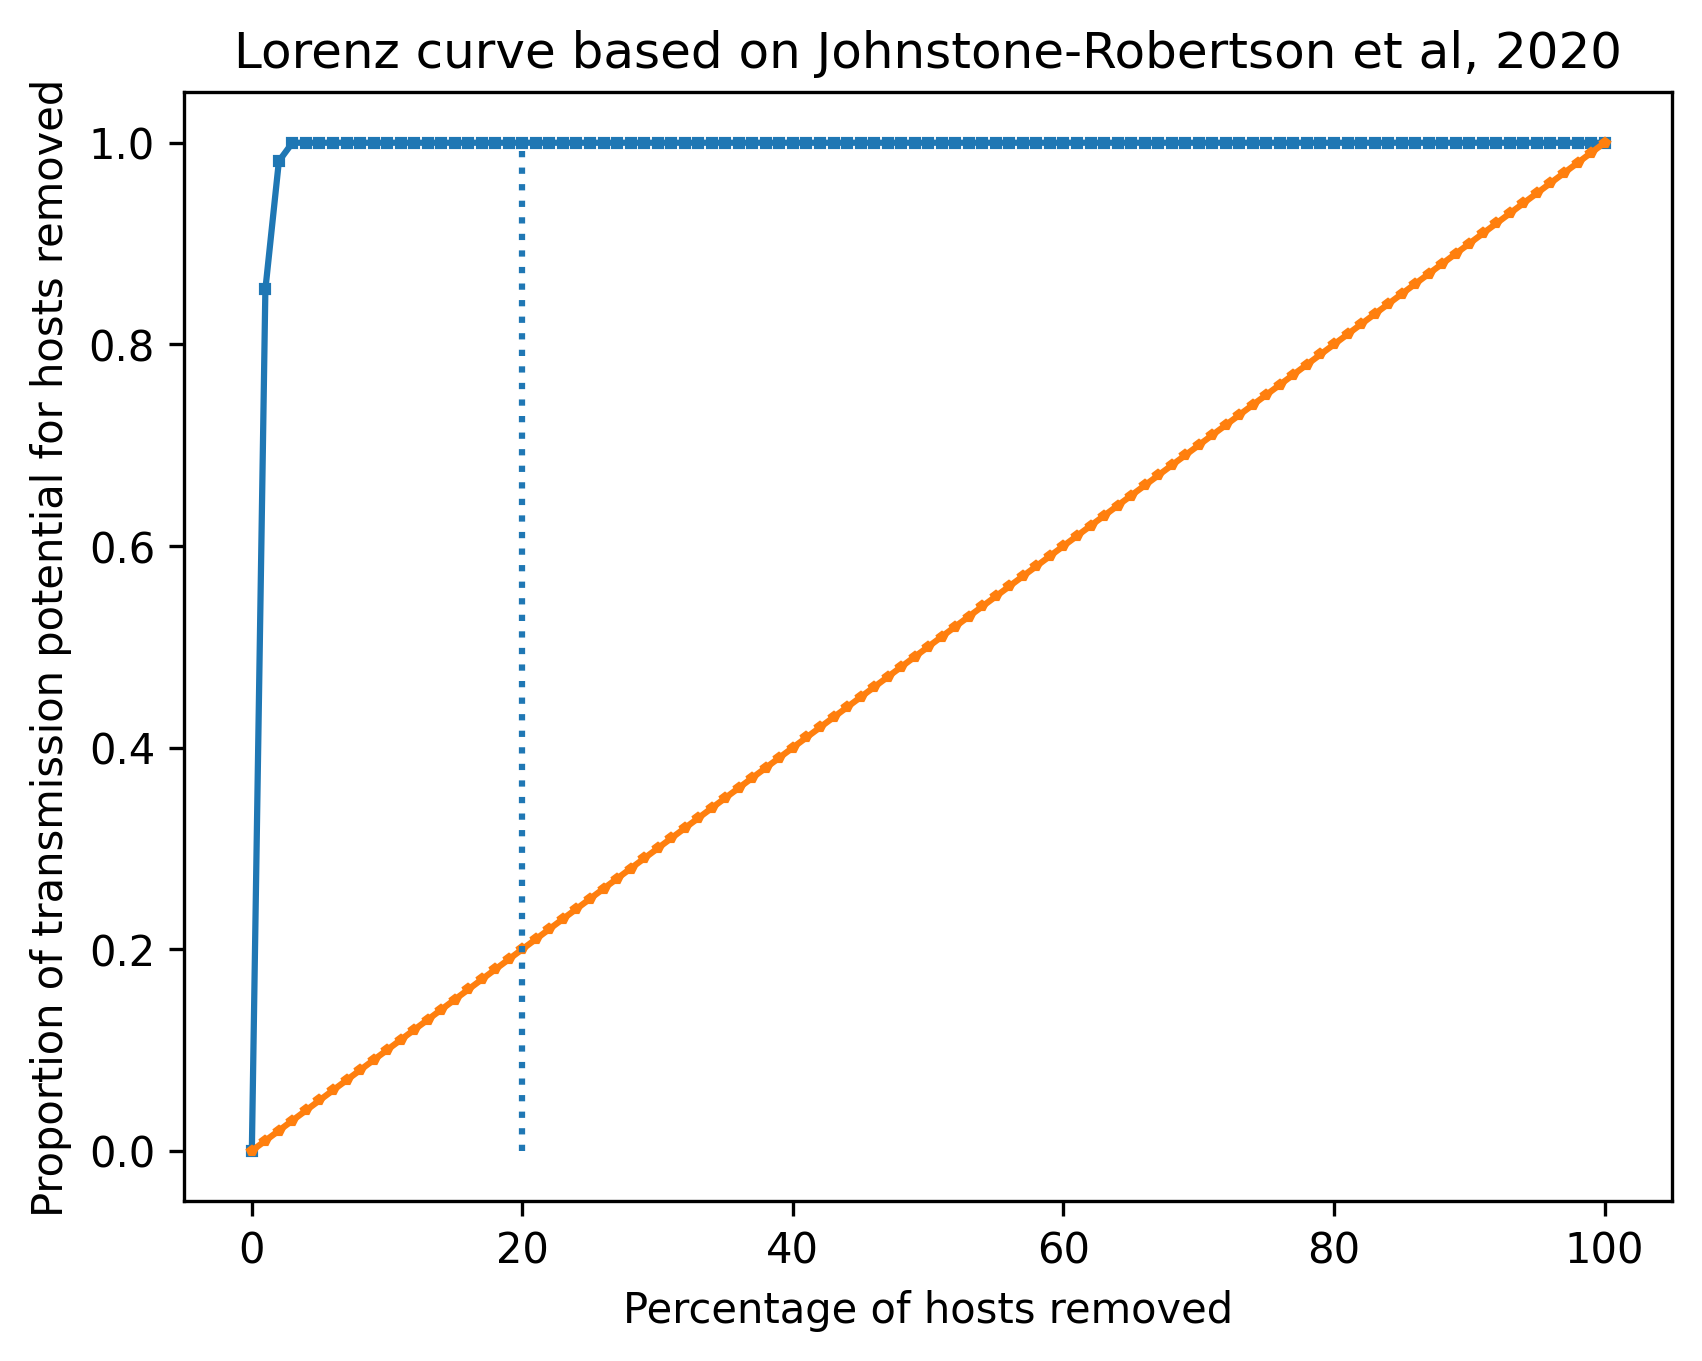 Lorenz curve based on Johnstone-Robertson et al, 2020
Proportion of transmission potential for hosts removed
1.0
0.8
0.6
0.4
0.2
0.0
0 20 40 60 80 100
Percentage of hosts removed